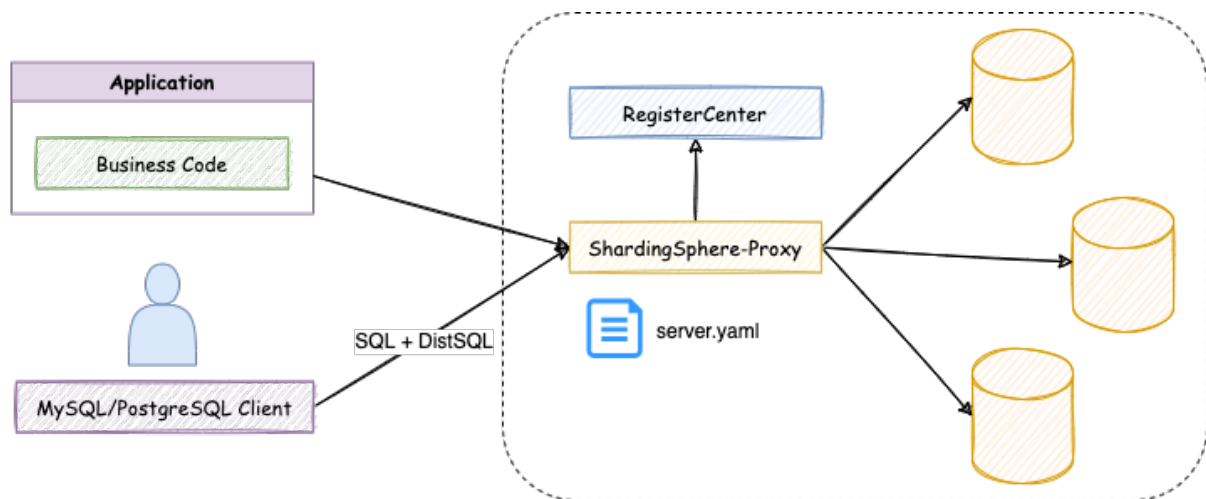 Application
Business Code
RegisterCenter
ShardingSphere-Proxy
server.yaml
SQL + DistSQL
MySQL/PostgreSQL Client